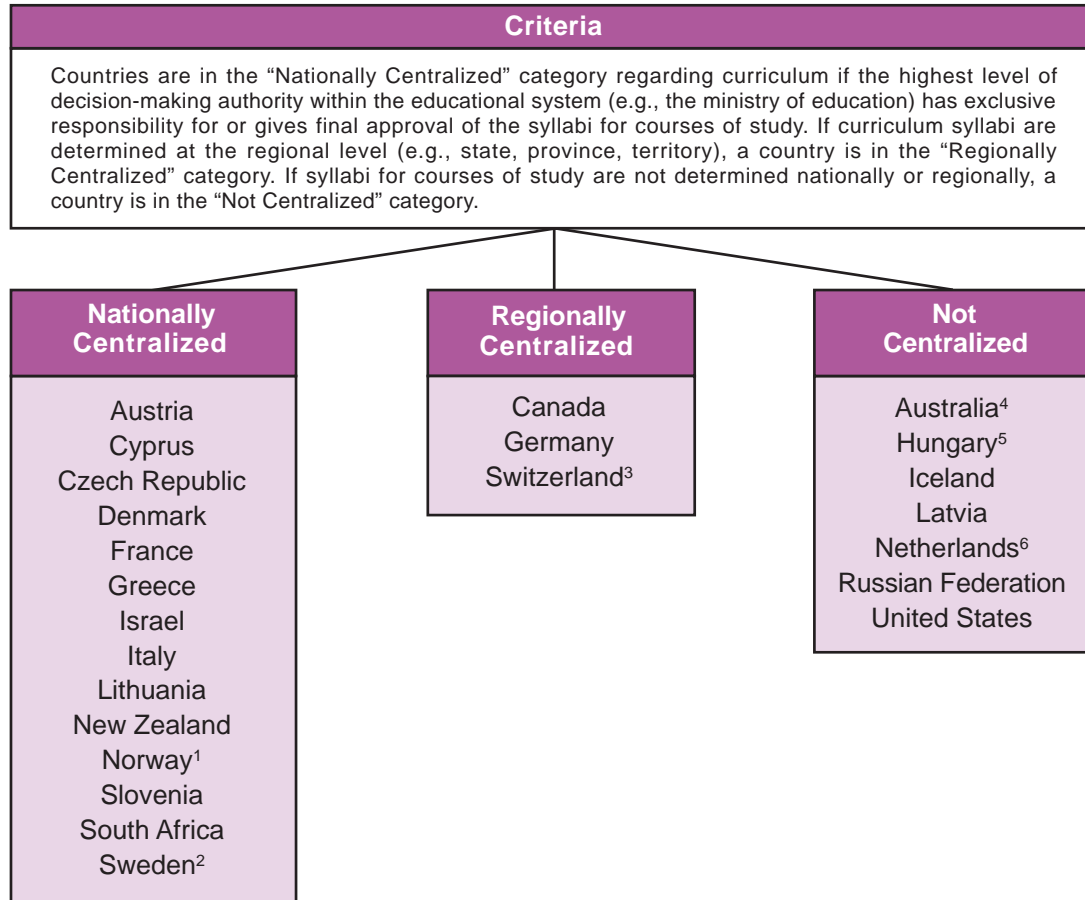 Criteria
Countries are in the “Nationally Centralized” category regarding curriculum if the highest level of
decision-making authority within the educational system (e.g., the ministry of education) has exclusive
responsibility for or gives final approval of the syllabi for courses of study. If curriculum syllabi are
determined at the regional level (e.g., state, province, territory), a country is in the “Regionally
Centralized” category. If syllabi for courses of study are not determined nationally or regionally, a
country is in the “Not Centralized” category.
Nationally
Centralized
Austria
Cyprus
Czech Republic
Denmark
France
Greece
Israel
Italy
Lithuania
New Zealand
Norway¹
Slovenia
South Africa
Sweden²
Regionally
Centralized
Canada
Germany
Switzerland³
Not
Centralized
Australia⁴
Hungary⁵
Iceland
Latvia
Netherlands⁶
Russian Federation
United States